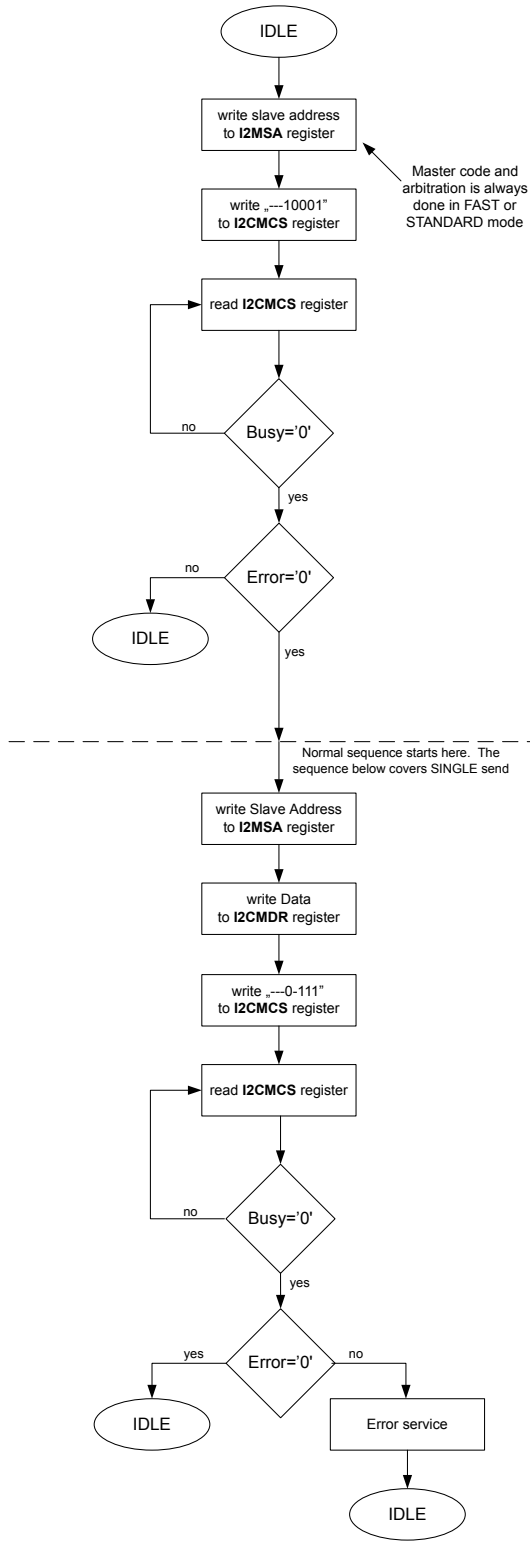 IDLE
write slave address
to I2MSA register
Master code and
arbitration is always
done in FAST or
STANDARD mode
write „---10001”
to I2CMCS register
read I2CMCS register
Busy='0'
no
yes
Error='0'
no
IDLE
yes
Normal sequence starts here. The
sequence below covers SINGLE send
write Slave Address
to I2MSA register
write Data
to I2CMDR register
write „---0-111”
to I2CMCS register
read I2CMCS register
Busy='0'
no
yes
Error='0'
yes
no
IDLE
Error service
IDLE